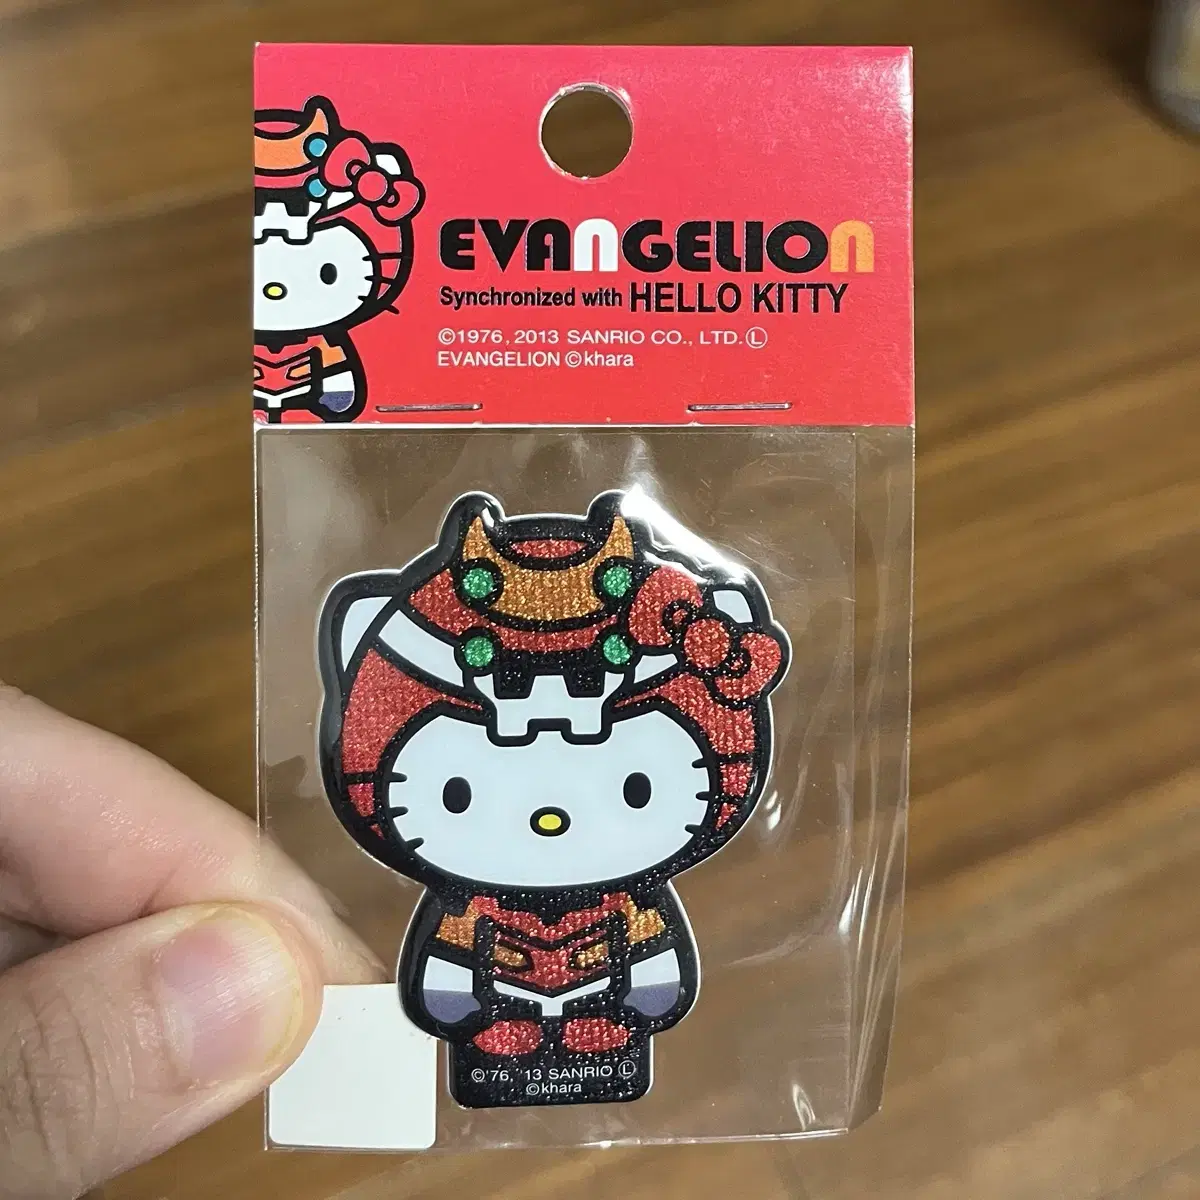 EVANGELION
Synchronized with HELLO KITTY
©1976, 2013 SANRIO CO., LTD. Ⓛ
EVANGELION ©khara
©'76, '13 SANRIO Ⓛ
©khara